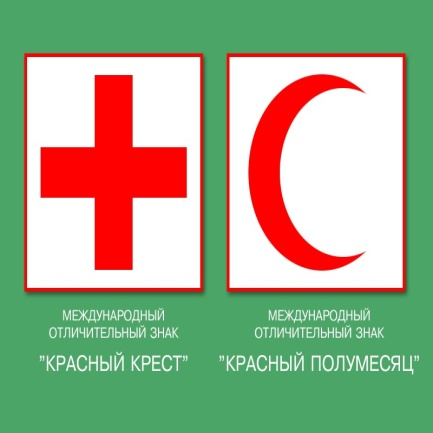 МЕЖДУНАРОДНЫЙ
ОТЛИЧИТЕЛЬНЫЙ ЗНАК
"КРАСНЫЙ КРЕСТ"
МЕЖДУНАРОДНЫЙ
ОТЛИЧИТЕЛЬНЫЙ ЗНАК
"КРАСНЫЙ ПОЛУМЕСЯЦ"